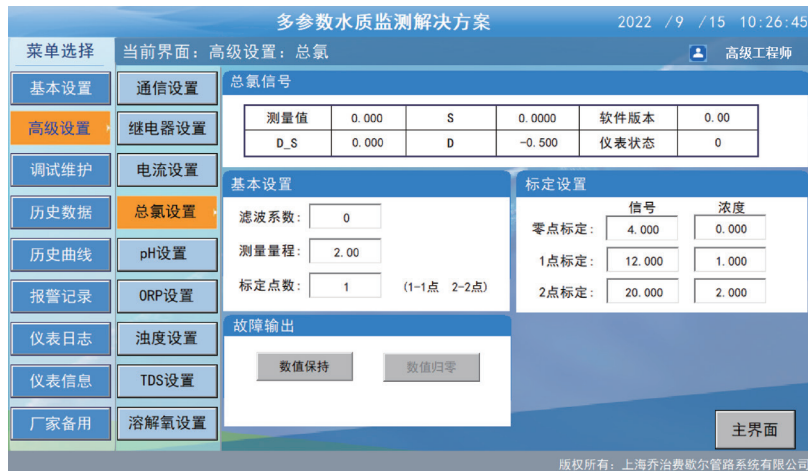 多参数水质监测解决方案
2022 /9 /15 10:26:45
菜单选择
当前界面：高级设置：总氯
高级工程师
基本设置
高级设置
调试维护
历史数据
历史曲线
报警记录
仪表日志
仪表信息
厂家备用
通信设置
继电器设置
电流设置
总氯设置
pH设置
ORP设置
浊度设置
TDS设置
溶解氧设置
总氯信号
测量值 0.000 S 0.0000 软件版本 0.00
D_S 0.000 D -0.500 仪表状态 0
基本设置
滤波系数： 0
测量量程： 2.00
标定点数： 1 (1-1点 2-2点)
标定设置
信号 浓度
零点标定： 4.000 0.000
1点标定： 12.000 1.000
2点标定： 20.000 2.000
故障输出
数值保持 数值归零
主界面
版权所有：上海乔治费歇尔管路系统有限公司